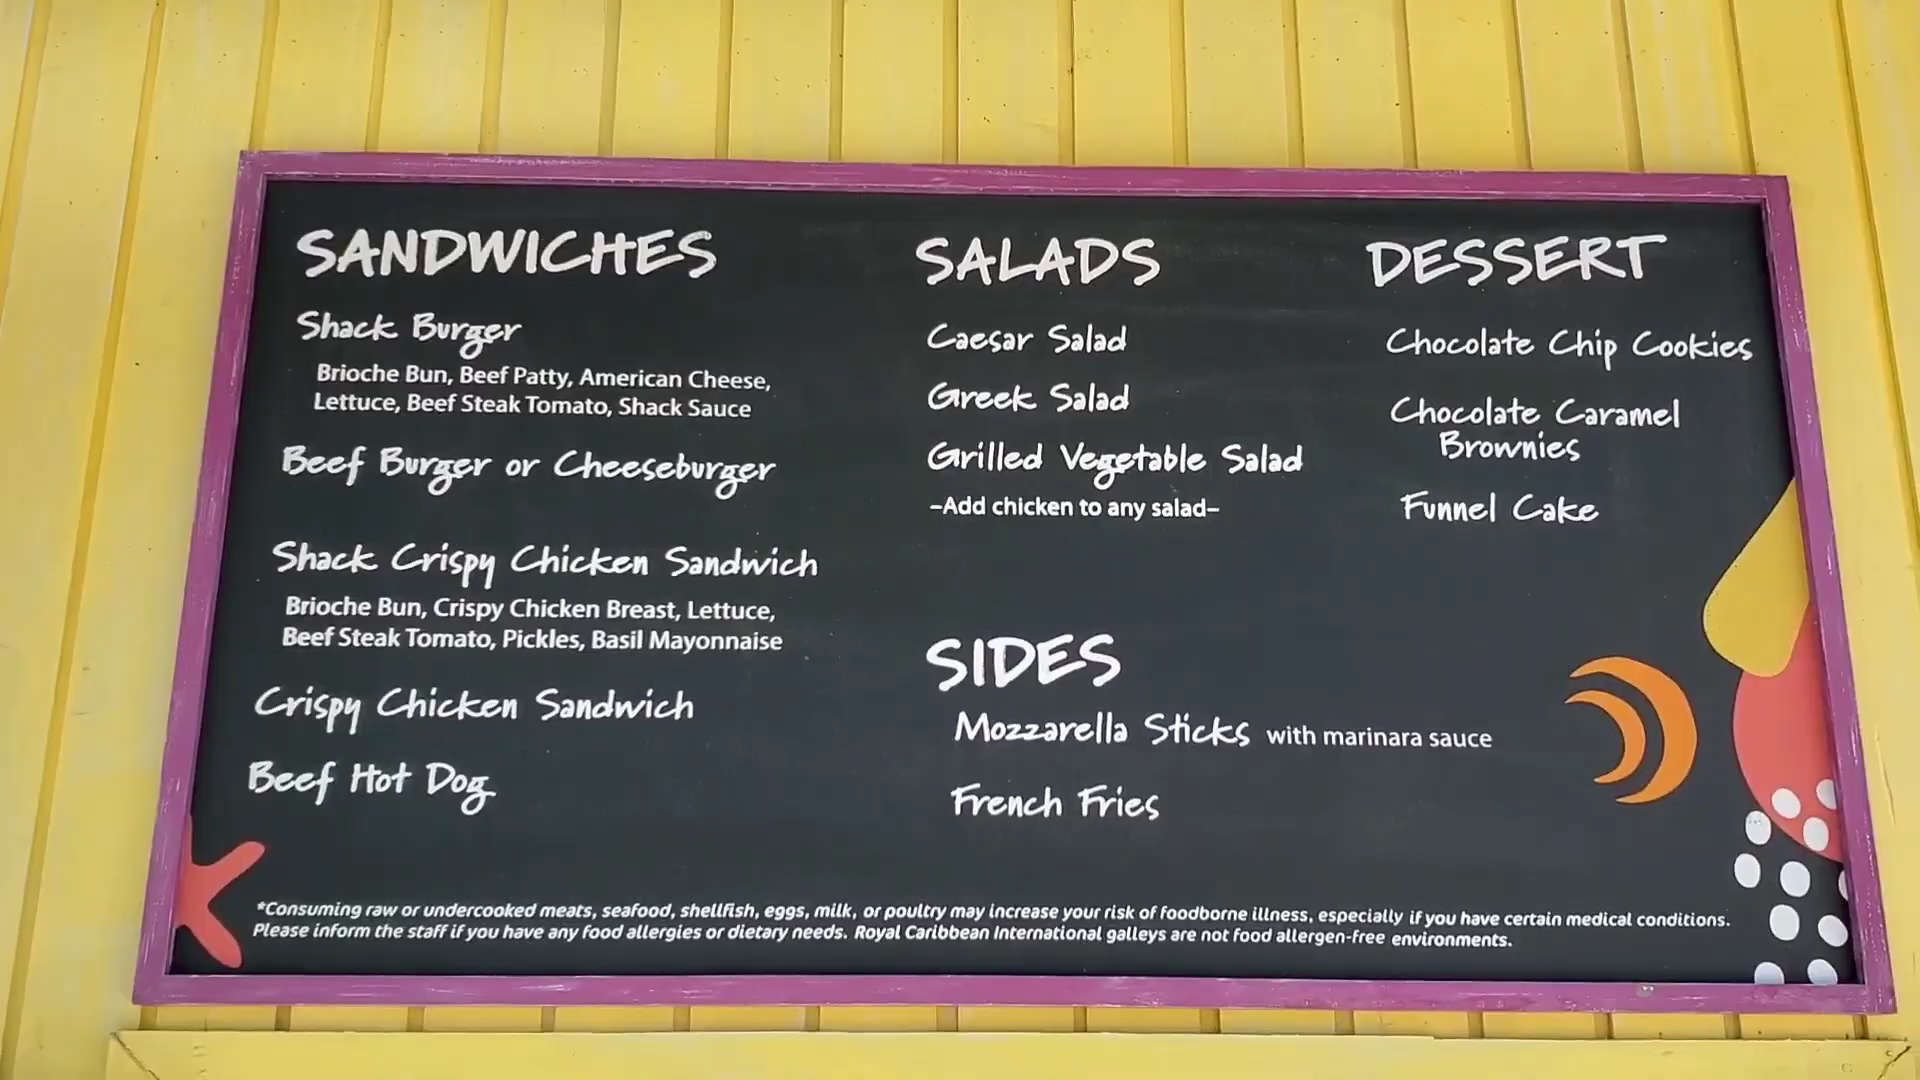 SANDWICHES
Shack Burger
Brioche Bun, Beef Patty, American Cheese,
Lettuce, Beef Steak Tomato, Shack Sauce
Beef Burger or Cheeseburger
Shack Crispy Chicken Sandwich
Brioche Bun, Crispy Chicken Breast, Lettuce,
Beef Steak Tomato, Pickles, Basil Mayonnaise
Crispy Chicken Sandwich
Beef Hot Dog
SALADS
Caesar Salad
Greek Salad
Grilled Vegetable Salad
–Add chicken to any salad–
SIDES
Mozzarella Sticks with marinara sauce
French Fries
DESSERT
Chocolate Chip Cookies
Chocolate Caramel
Brownies
Funnel Cake
*Consuming raw or undercooked meats, seafood, shellfish, eggs, milk, or poultry may increase your risk of foodborne illness, especially if you have certain medical conditions.
Please inform the staff if you have any food allergies or dietary needs. Royal Caribbean International galleys are not food allergen-free environments.